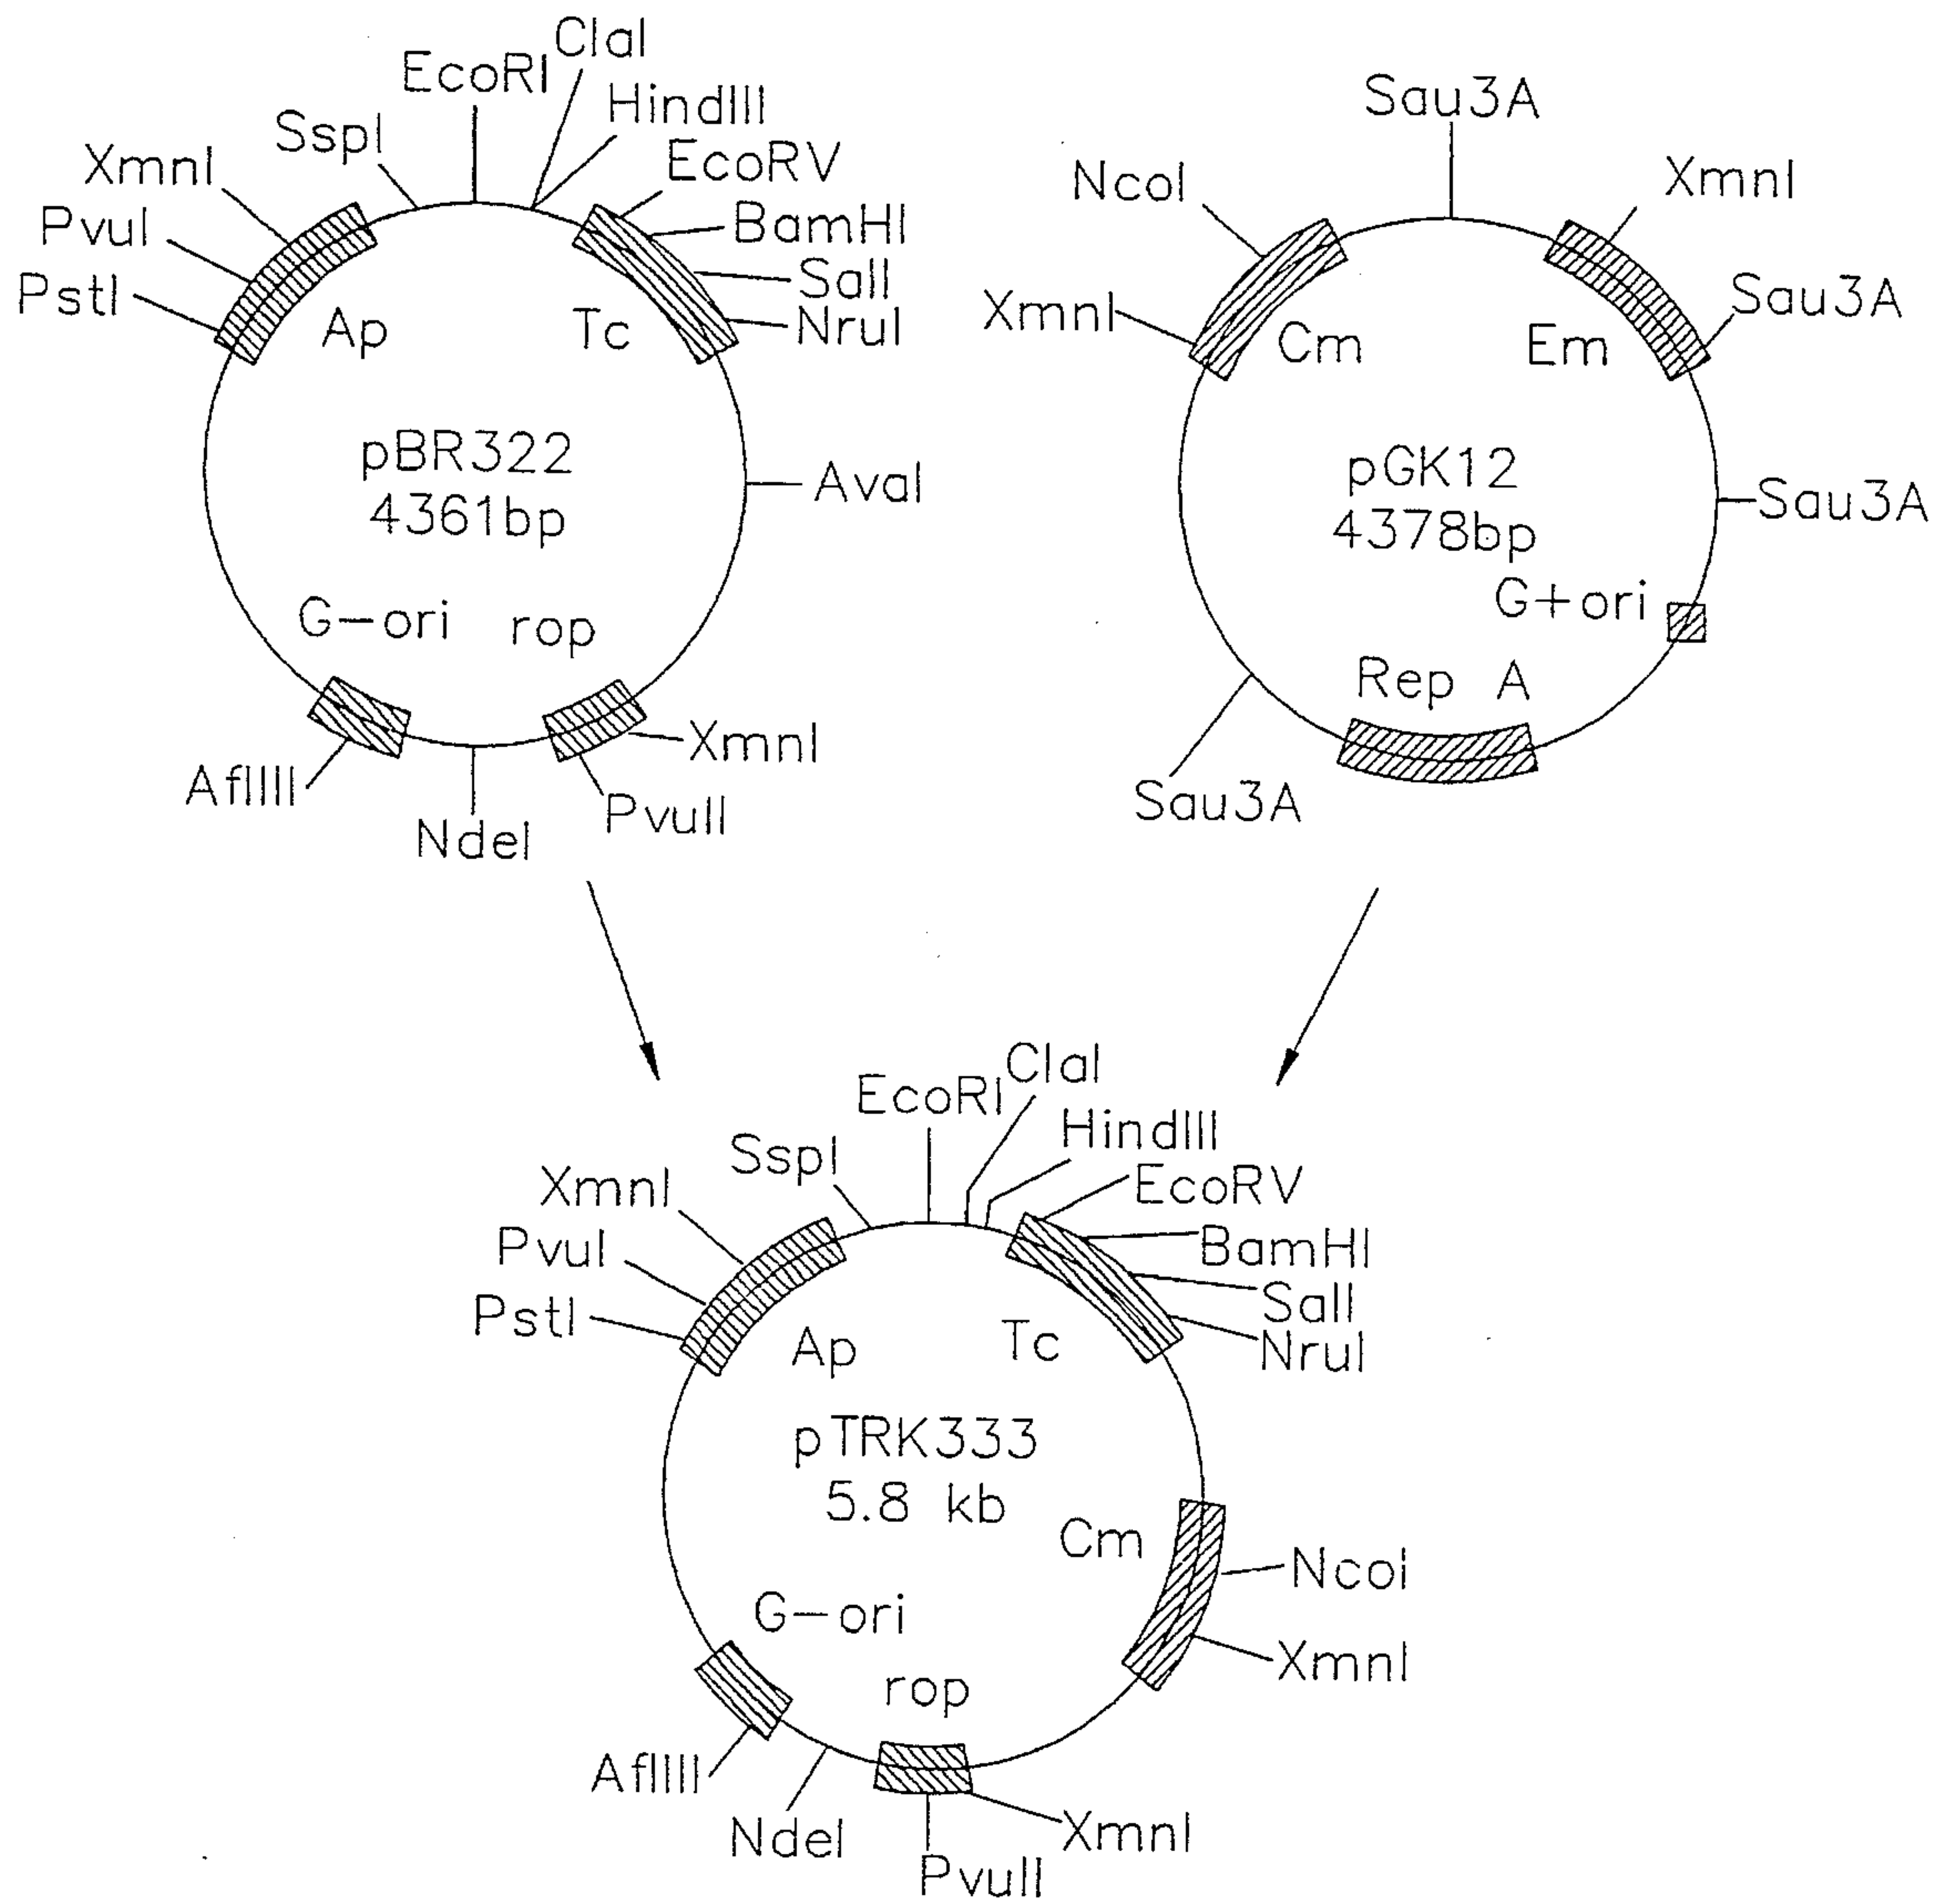 ClaI
EcoRI
HindIII
SspI
EcoRV
XmnI
PvuI
BamHI
PstI
SalI
NruI
Ap
Tc
pBR322
4361bp
AvaI
G-ori
rop
XmnI
AflIII
PvuII
NdeI
Sau3A
NcoI
XmnI
Sau3A
XmnI
Cm
Em
pGK12
4378bp
Sau3A
G+ori
Rep A
Sau3A
ClaI
EcoRI
HindIII
SspI
EcoRV
XmnI
PvuI
BamHI
PstI
SalI
NruI
Ap
Tc
pTRK333
5.8 kb
Cm
NcoI
G-ori
XmnI
rop
AflIII
NdeI
XmnI
PvuII